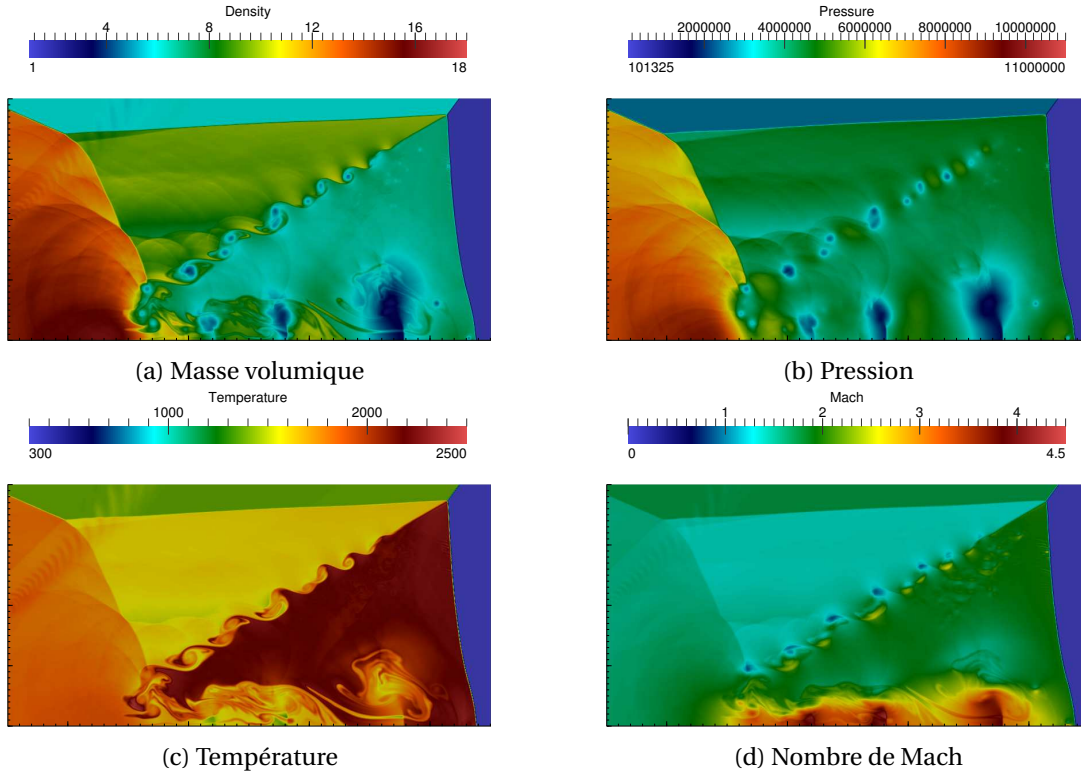 Density
4 8 12 16
1 18
(a) Masse volumique
Pressure
2000000 4000000 6000000 8000000 10000000
101325 11000000
(b) Pression
Temperature
1000 2000
300 2500
(c) Température
Mach
1 2 3 4
0 4.5
(d) Nombre de Mach